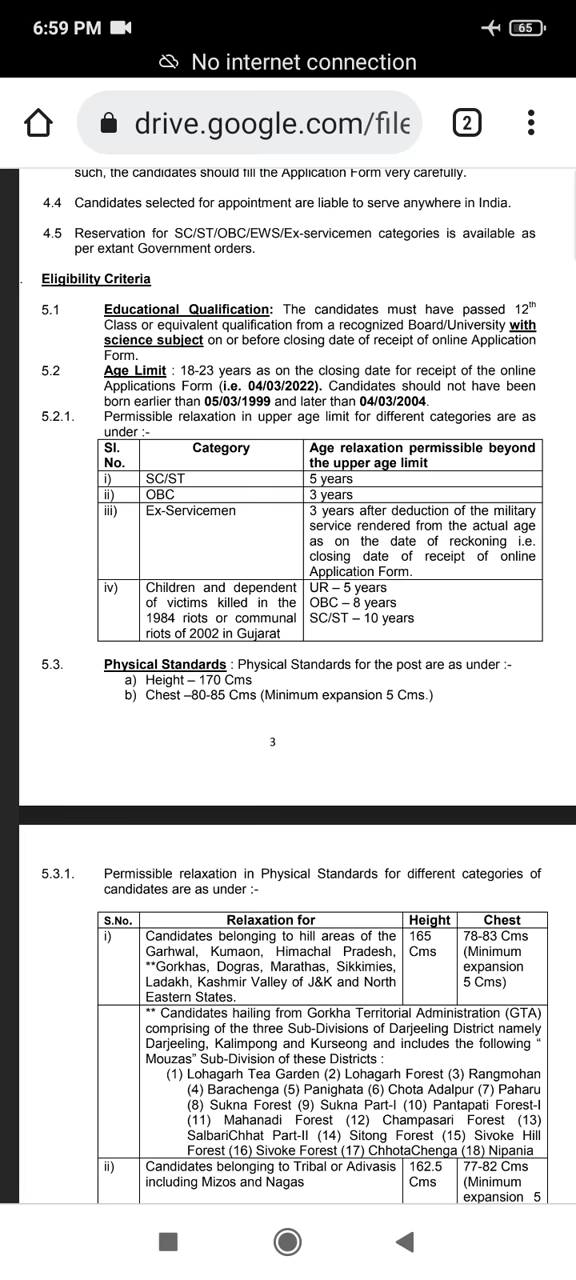 6:59 PM
65
No internet connection
drive.google.com/file
2
such, the candidates should fill the Application Form very carefully.
4.4 Candidates selected for appointment are liable to serve anywhere in India.
4.5 Reservation for SC/ST/OBC/EWS/Ex-servicemen categories is available as
per extant Government orders.
. Eligibility Criteria
5.1 Educational Qualification: The candidates must have passed 12th
Class or equivalent qualification from a recognized Board/University with
science subject on or before closing date of receipt of online Application
Form.
5.2 Age Limit : 18-23 years as on the closing date for receipt of the online
Applications Form (i.e. 04/03/2022). Candidates should not have been
born earlier than 05/03/1999 and later than 04/03/2004.
5.2.1. Permissible relaxation in upper age limit for different categories are as
under :-
Sl. Category Age relaxation permissible beyond
No. the upper age limit
i) SC/ST 5 years
ii) OBC 3 years
iii) Ex-Servicemen 3 years after deduction of the military
service rendered from the actual age
as on the date of reckoning i.e.
closing date of receipt of online
Application Form.
iv) Children and dependent UR – 5 years
of victims killed in the OBC – 8 years
1984 riots or communal SC/ST – 10 years
riots of 2002 in Gujarat
5.3. Physical Standards : Physical Standards for the post are as under :-
a) Height – 170 Cms
b) Chest –80-85 Cms (Minimum expansion 5 Cms.)
3
5.3.1. Permissible relaxation in Physical Standards for different categories of
candidates are as under :-
S.No. Relaxation for Height Chest
i) Candidates belonging to hill areas of the 165 78-83 Cms
Garhwal, Kumaon, Himachal Pradesh, Cms (Minimum
**Gorkhas, Dogras, Marathas, Sikkimies, expansion
Ladakh, Kashmir Valley of J&K and North 5 Cms)
Eastern States.
** Candidates hailing from Gorkha Territorial Administration (GTA)
comprising of the three Sub-Divisions of Darjeeling District namely
Darjeeling, Kalimpong and Kurseong and includes the following “
Mouzas” Sub-Division of these Districts :
(1) Lohagarh Tea Garden (2) Lohagarh Forest (3) Rangmohan
(4) Barachenga (5) Panighata (6) Chota Adalpur (7) Paharu
(8) Sukna Forest (9) Sukna Part-I (10) Pantapati Forest-I
(11) Mahanadi Forest (12) Champasari Forest (13)
SalbariChhat Part-II (14) Sitong Forest (15) Sivoke Hill
Forest (16) Sivoke Forest (17) ChhotaChenga (18) Nipania
ii) Candidates belonging to Tribal or Adivasis 162.5 77-82 Cms
including Mizos and Nagas Cms (Minimum
expansion 5